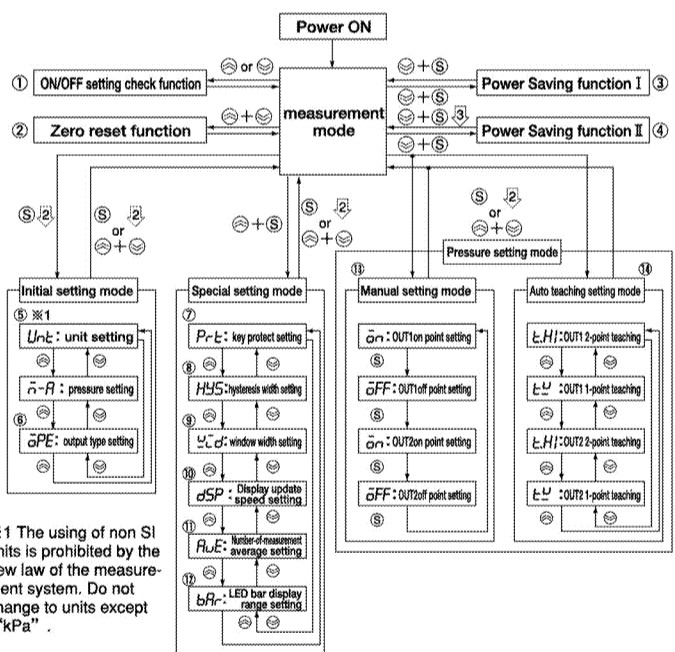 Power ON
measurement
mode
① ON/OFF setting check function
or
② Zero reset function
+
+ Ⓢ
+ Ⓢ
+ Ⓢ 3
+ Ⓢ
Power Saving function Ⅰ ③
Power Saving function Ⅱ ④
Ⓢ 2
Ⓢ 2
or
+
+ Ⓢ
Ⓢ 2
or
+
Ⓢ 2
or
+
Pressure setting mode
Initial setting mode
⑤ ※1
Unt: unit setting
n-A : pressure setting
⑥
oPE: output type setting
Special setting mode
⑦
Prt: key protect setting
⑧
HYS: hysteresis width setting
⑨
window width setting
⑩
dSP : Display update
speed setting
⑪
AvE: Number-of-measurement
average setting
⑫
bAr: LED bar display
range setting
⑬
Manual setting mode
on: OUT1on point setting
Ⓢ
oFF: OUT1off point setting
Ⓢ
on: OUT2on point setting
Ⓢ
oFF: OUT2off point setting
Ⓢ
⑭
Auto teaching setting mode
t.HI: OUT1 2-point teaching
OUT1 1-point teaching
t.HI: OUT2 2-point teaching
OUT2 1-point teaching
1 The using of non SI
nits is prohibited by the
ew law of the measure-
ent system. Do not
hange to units except
"kPa" .